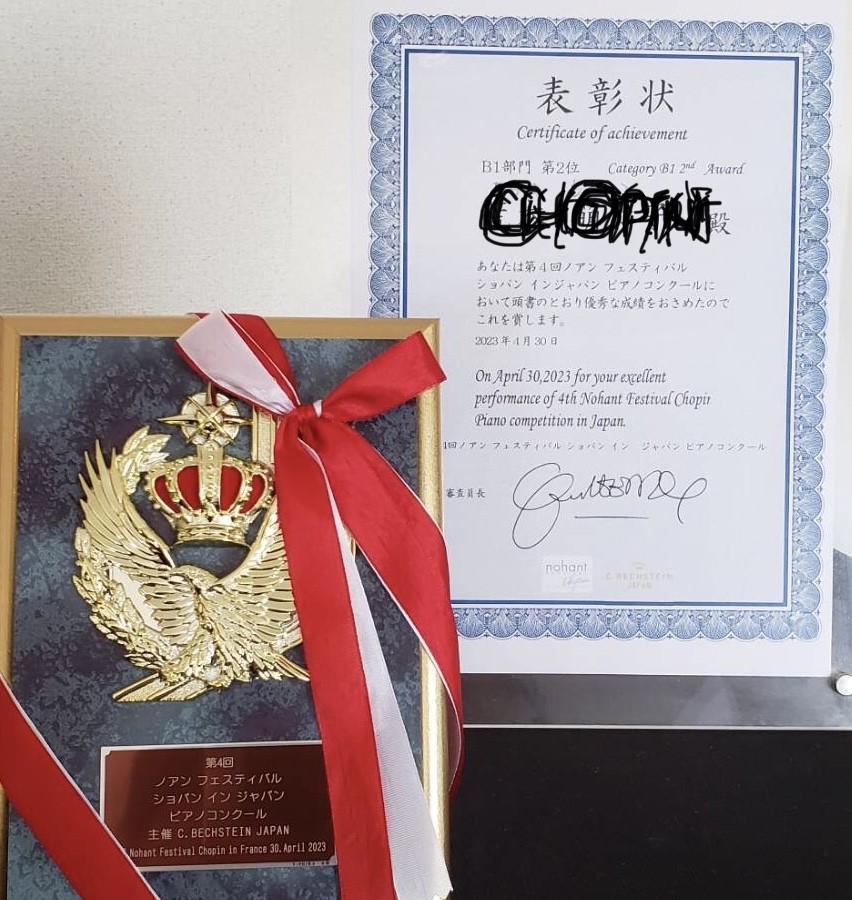 表彰状
Certificate of achievement
B1部門 第2位 Category B1 2nd Award
殿
あなたは第4回ノアン フェスティバル
ショパン インジャパン ピアノコンクールに
おいて頭書のとおり優秀な成績をおさめたので
これを賞します。
2023年4月30日
On April 30,2023 for your excellent
performance of 4th Nohant Festival Chopin
Piano competition in Japan.
4回ノアン フェスティバル ショパン イン ジャパン ピアノコンクール
審査員長
nohant
C.BECHSTEIN
JAPAN
第4回
ノアン フェスティバル
ショパン イン ジャパン
ピアノコンクール
主催 C.BECHSTEIN JAPAN
Nohant Festival Chopin in France 30.April 2023